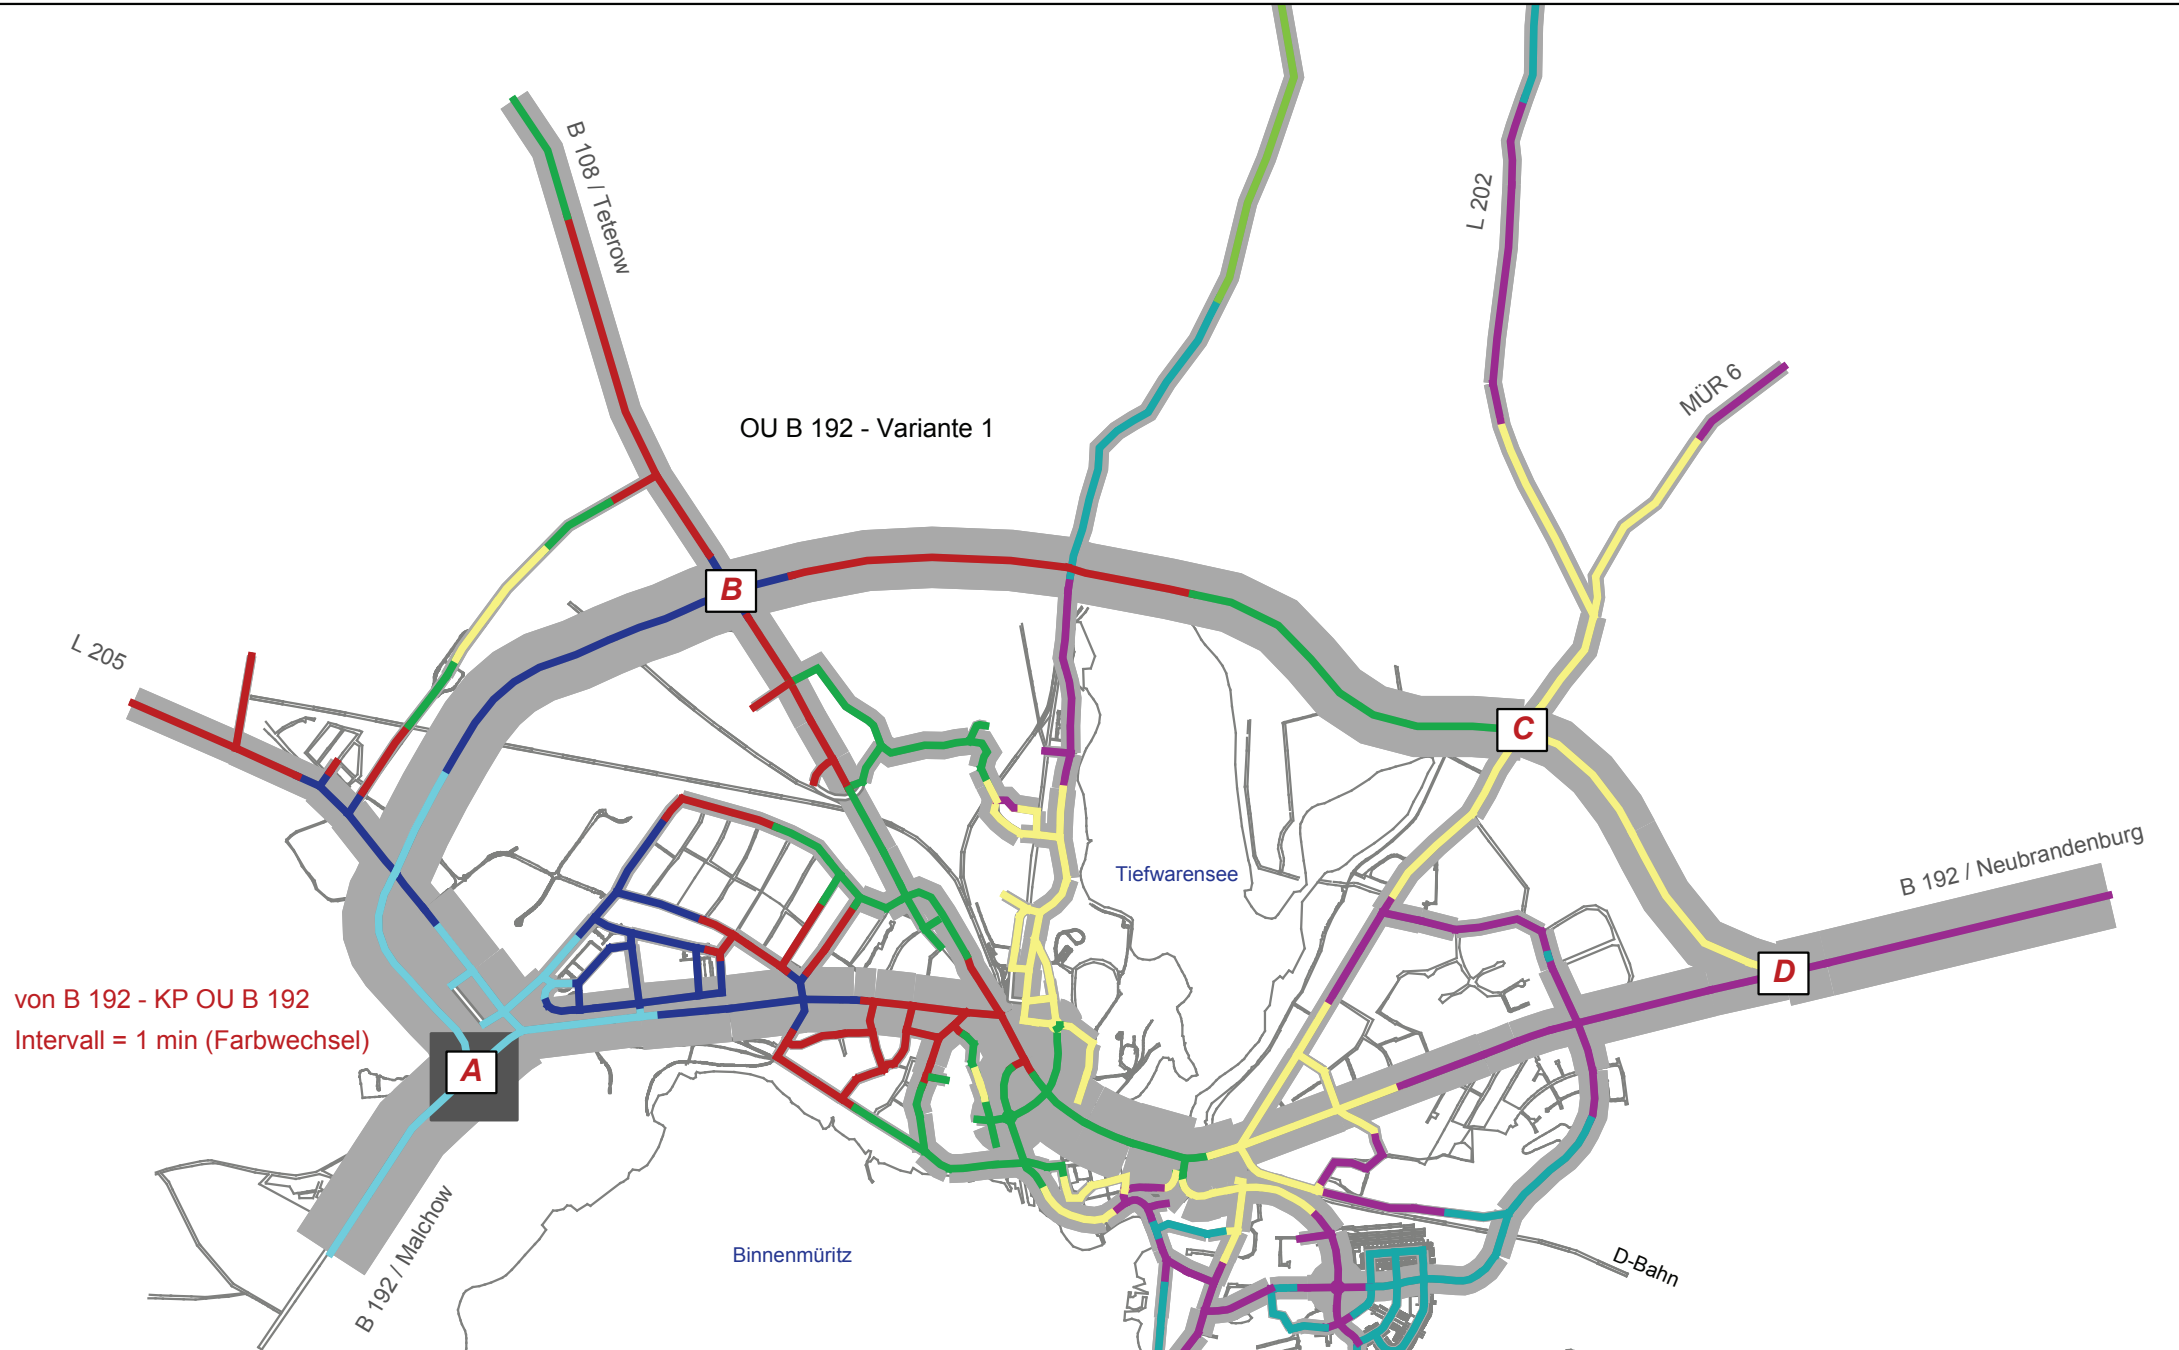 B 108 / Teterow
L 202
MÜR 6
OU B 192 - Variante 1
B
L 205
C
B 192 / Neubrandenburg
Tiefwarensee
D
von B 192 - KP OU B 192
Intervall = 1 min (Farbwechsel)
A
B 192 / Malchow
Binnenmüritz
D-Bahn